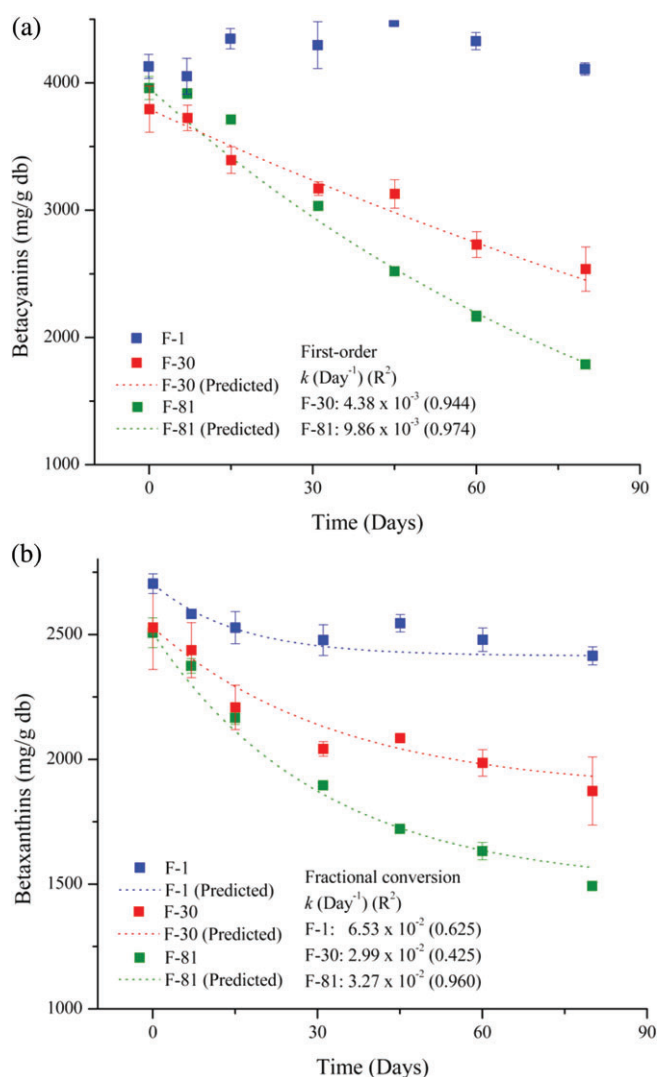 (a)
4000
3000
2000
1000
Betacyanins (mg/g db)
F-1
F-30
F-30 (Predicted)
F-81
F-81 (Predicted)
First-order
k (Day⁻¹) (R²)
F-30: 4.38 x 10⁻³ (0.944)
F-81: 9.86 x 10⁻³ (0.974)
0 30 60 90
Time (Days)
(b)
2500
2000
1500
1000
Betaxanthins (mg/g db)
F-1
F-1 (Predicted)
F-30
F-30 (Predicted)
F-81
F-81 (Predicted)
Fractional conversion
k (Day⁻¹) (R²)
F-1: 6.53 x 10⁻² (0.625)
F-30: 2.99 x 10⁻² (0.425)
F-81: 3.27 x 10⁻² (0.960)
0 30 60 90
Time (Days)